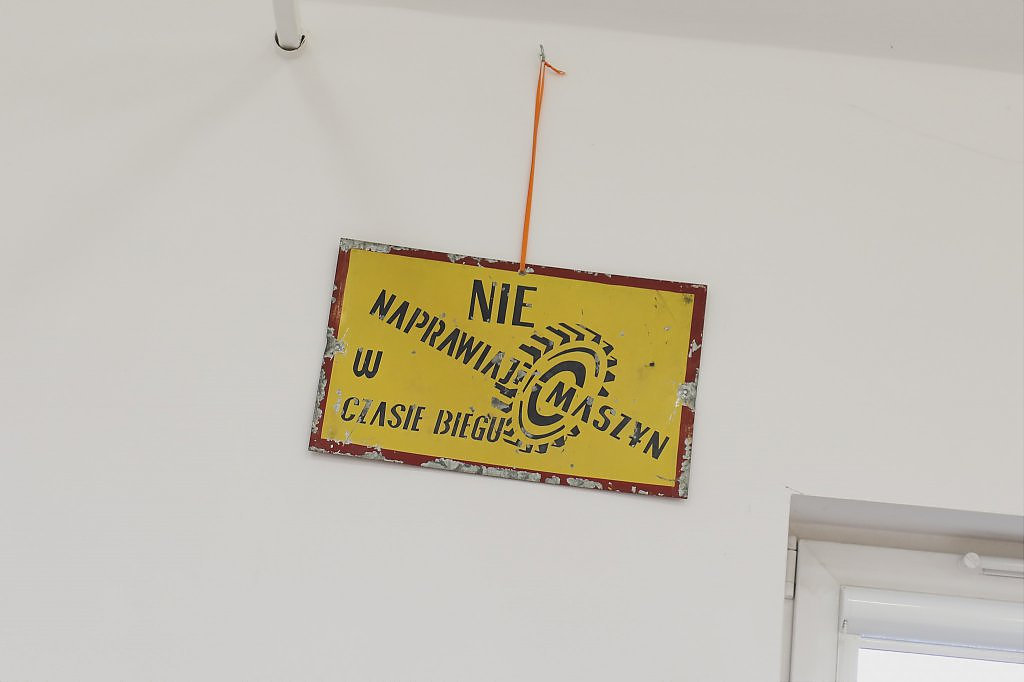 NIE
NAPRAWIAJ MASZYN
W
CZASIE BIEGU